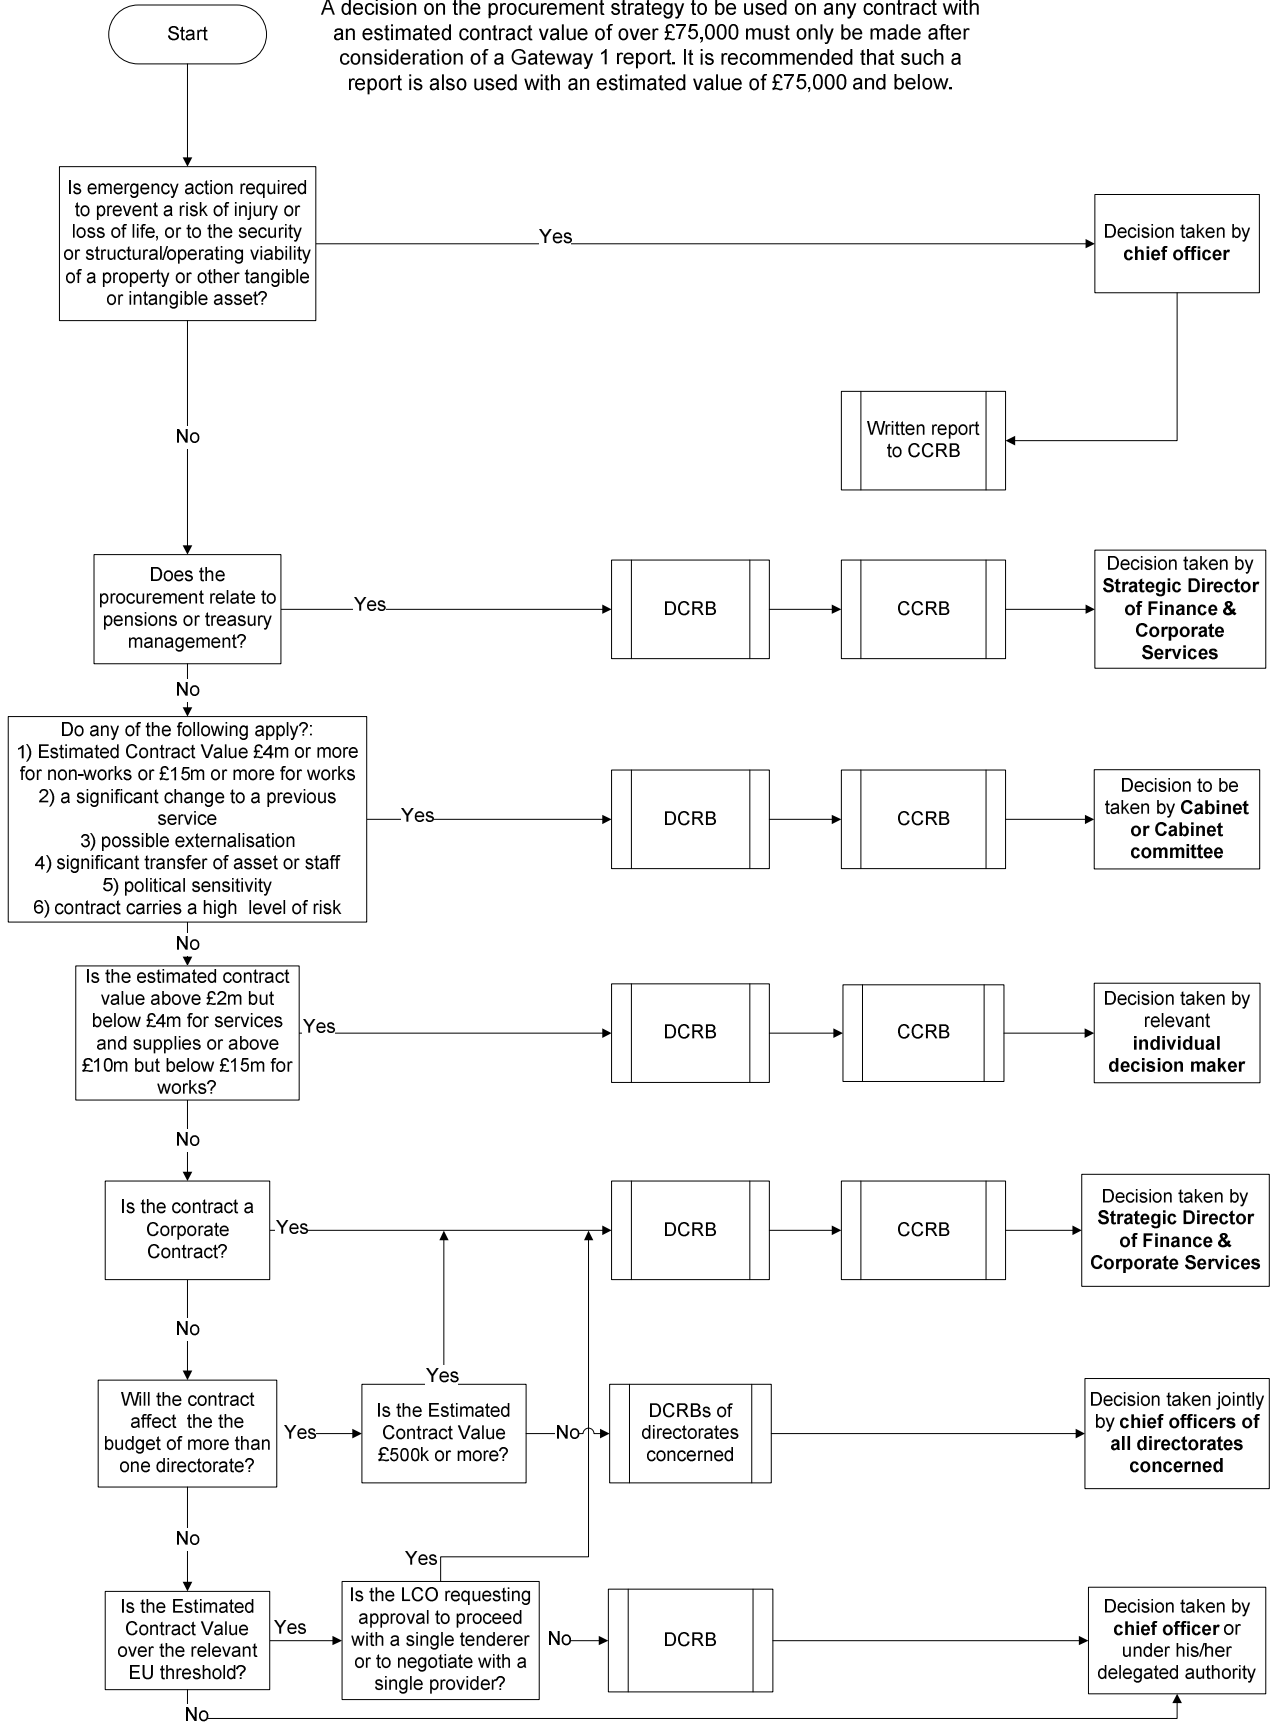 A decision on the procurement strategy to be used on any contract with
an estimated contract value of over £75,000 must only be made after
consideration of a Gateway 1 report. It is recommended that such a
report is also used with an estimated value of £75,000 and below.
Start
Is emergency action required
to prevent a risk of injury or
loss of life, or to the security
or structural/operating viability
of a property or other tangible
or intangible asset?
Yes
Decision taken by
chief officer
Written report
to CCRB
No
Does the
procurement relate to
pensions or treasury
management?
Yes
DCRB
CCRB
Decision taken by
Strategic Director
of Finance &
Corporate
Services
No
Do any of the following apply?:
1) Estimated Contract Value £4m or more
for non-works or £15m or more for works
2) a significant change to a previous
service
3) possible externalisation
4) significant transfer of asset or staff
5) political sensitivity
6) contract carries a high level of risk
Yes
DCRB
CCRB
Decision to be
taken by Cabinet
or Cabinet
committee
No
Is the estimated contract
value above £2m but
below £4m for services
and supplies or above
£10m but below £15m for
works?
Yes
DCRB
CCRB
Decision taken by
relevant
individual
decision maker
No
Is the contract a
Corporate
Contract?
Yes
DCRB
CCRB
Decision taken by
Strategic Director
of Finance &
Corporate Services
No
Will the contract
affect the the
budget of more than
one directorate?
Yes
Yes
Is the Estimated
Contract Value
£500k or more?
No
DCRBs of
directorates
concerned
Decision taken jointly
by chief officers of
all directorates
concerned
No
Is the Estimated
Contract Value
over the relevant
EU threshold?
Yes
Yes
Is the LCO requesting
approval to proceed
with a single tenderer
or to negotiate with a
single provider?
No
DCRB
Decision taken by
chief officer or
under his/her
delegated authority
No